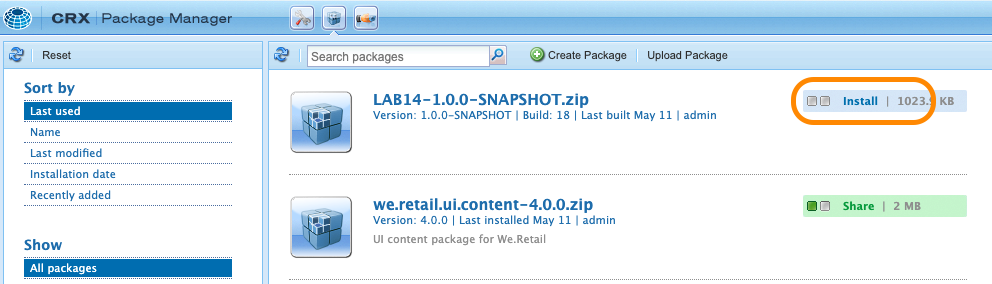 CRX | Package Manager
Reset
Search packages
Create Package
Upload Package
Sort by
Last used
Name
Last modified
Installation date
Recently added
Show
All packages
LAB14-1.0.0-SNAPSHOT.zip
Version: 1.0.0-SNAPSHOT | Build: 18 | Last built May 11 | admin
Install | 1023.9 KB
we.retail.ui.content-4.0.0.zip
Version: 4.0.0 | Last installed May 11 | admin
UI content package for We.Retail
Share | 2 MB